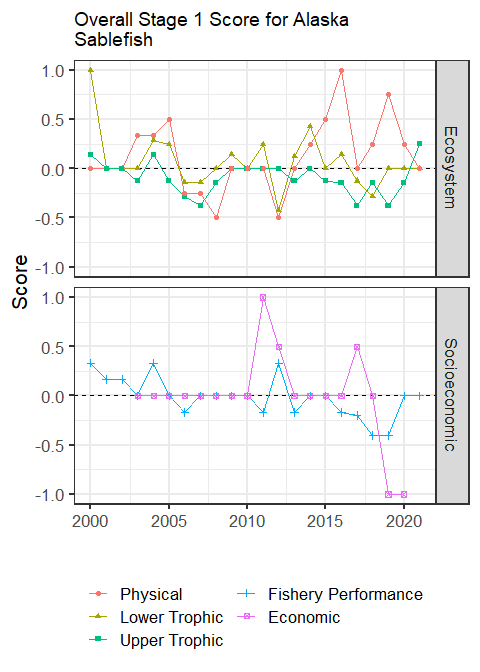 Overall Stage 1 Score for Alaska
Sablefish
1.0
0.5
0.0
-0.5
-1.0
Ecosystem
Score
1.0
0.5
0.0
-0.5
-1.0
Socioeconomic
2000 2005 2010 2015 2020
Physical Fishery Performance
Lower Trophic Economic
Upper Trophic